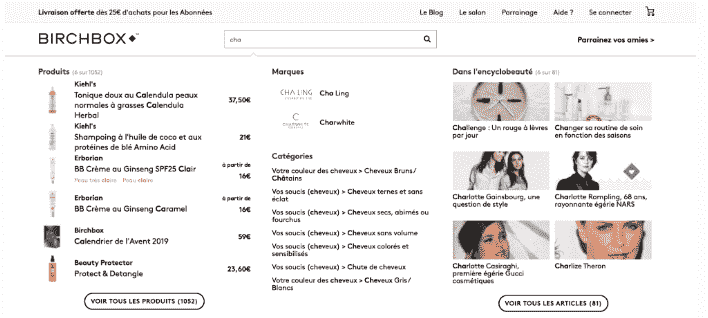 Livraison offerte dès 25€ d'achats pour les Abonnées
Le Blog
Le salon
Parrainage
Aide ?
Se connecter
BIRCHBOX
cha
Parrainez vos amies >
Produits (6 sur 1052)
Kiehl's
Tonique doux au Calendula peaux
normales à grasses Calendula
Herbal
37,50€
Kiehl's
Shampoing à l'huile de coco et aux
protéines de blé Amino Acid
21€
Erborian
BB Crème au Ginseng SPF25 Clair
à partir de
16€
Peau très claire Peau claire
Erborian
BB Crème au Ginseng Caramel
à partir de
16€
Birchbox
Calendrier de l'Avent 2019
59€
Beauty Protector
Protect & Detangle
23,60€
VOIR TOUS LES PRODUITS (1052)
Marques
CHA LING
Cha Ling
Charwhite
Catégories
Votre couleur des cheveux > Cheveux Bruns /
Châtains
Vos soucis (cheveux) > Cheveux ternes et sans
éclat
Vos soucis (cheveux) > Cheveux secs, abimés ou
fourchus
Vos soucis (cheveux) > Cheveux sans volume
Vos soucis (cheveux) > Cheveux colorés et
sensibilisés
Vos soucis (cheveux) > Chute de cheveux
Votre couleur des cheveux > Cheveux Gris /
Blancs
Dans l'encyclobeauté (6 sur 81)
Challenge : Un rouge à lèvres
par jour
Changer sa routine de soin
en fonction des saisons
Charlotte Gainsbourg, une
question de style
Charlotte Rampling, 68 ans,
rayonnante égérie NARS
Charlotte Casiraghi,
première égérie Gucci
cosmétiques
Charlize Theron
VOIR TOUS LES ARTICLES (81)